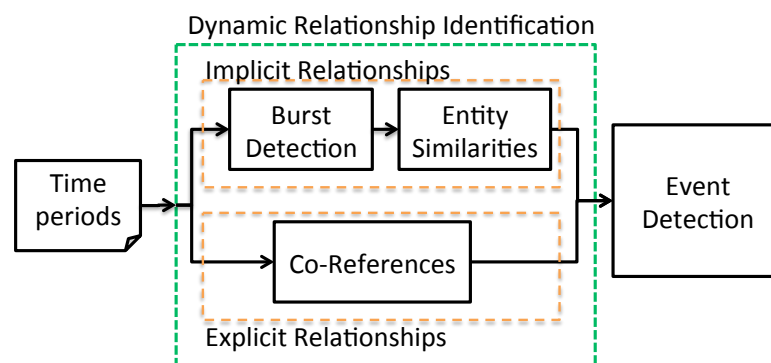 Dynamic Relationship Identification
Implicit Relationships
Burst
Detection
Entity
Similarities
Time
periods
Event
Detection
Co-References
Explicit Relationships